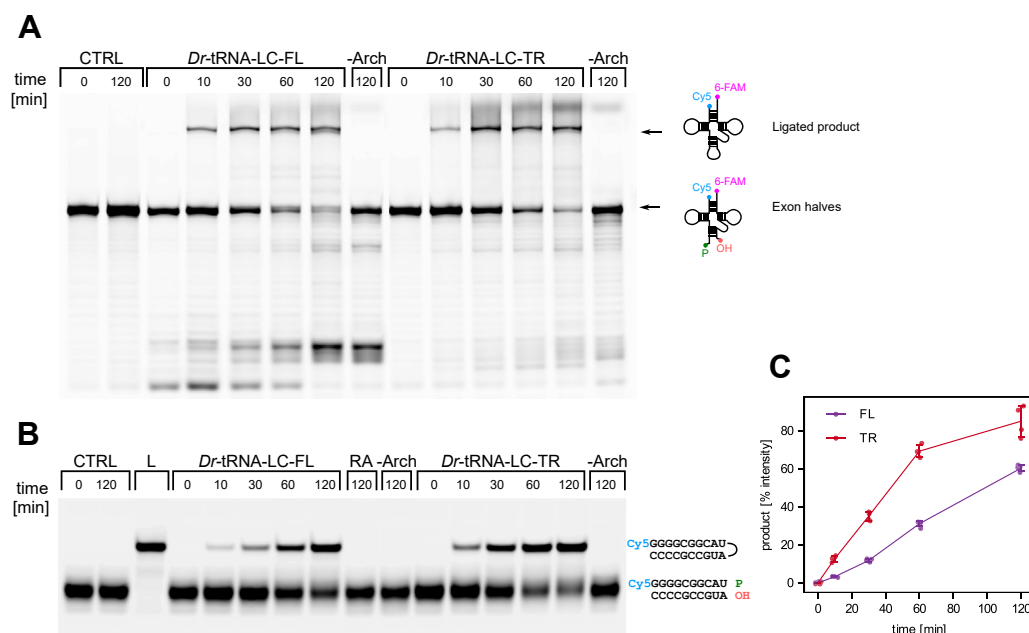 A
CTRL Dr-tRNA-LC-FL -Arch Dr-tRNA-LC-TR -Arch
time [min] 0 120 0 10 30 60 120 120 0 10 30 60 120 120
6-FAM
Cy5
Ligated product
6-FAM
Cy5
Exon halves
P OH
B
CTRL L Dr-tRNA-LC-FL RA -Arch Dr-tRNA-LC-TR -Arch
time [min] 0 120 0 10 30 60 120 120 120 0 10 30 60 120 120
Cy5GGGGCGGCAU
CCCCGCCGUA
Cy5GGGGCGGCAU P
CCCCGCCGUA OH
C
FL
TR
product [% intensity]
80
60
40
20
0
0 20 40 60 80 100 120
time [min]